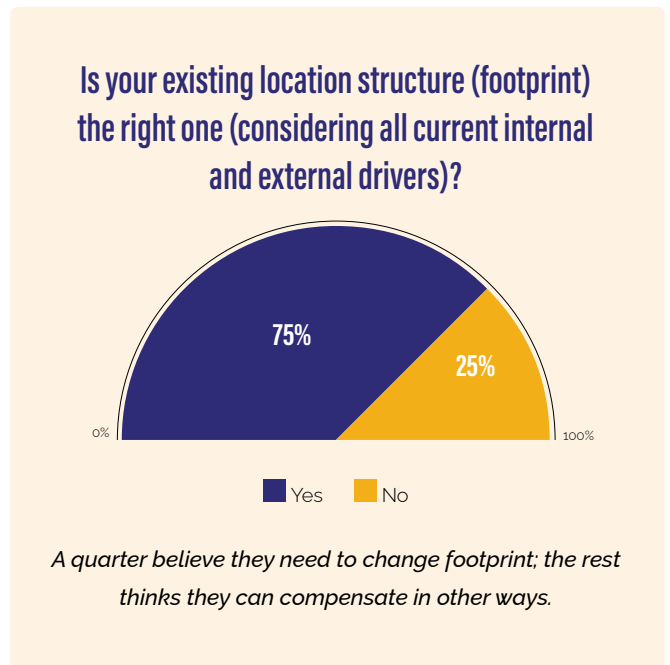 Is your existing location structure (footprint)
the right one (considering all current internal
and external drivers)?
75%
25%
0%
100%
Yes
No
A quarter believe they need to change footprint; the rest
thinks they can compensate in other ways.